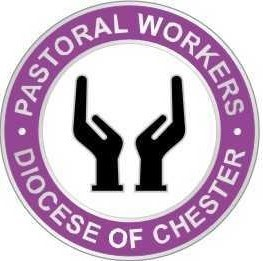 · PASTORAL WORKERS ·
DIOCESE OF CHESTER